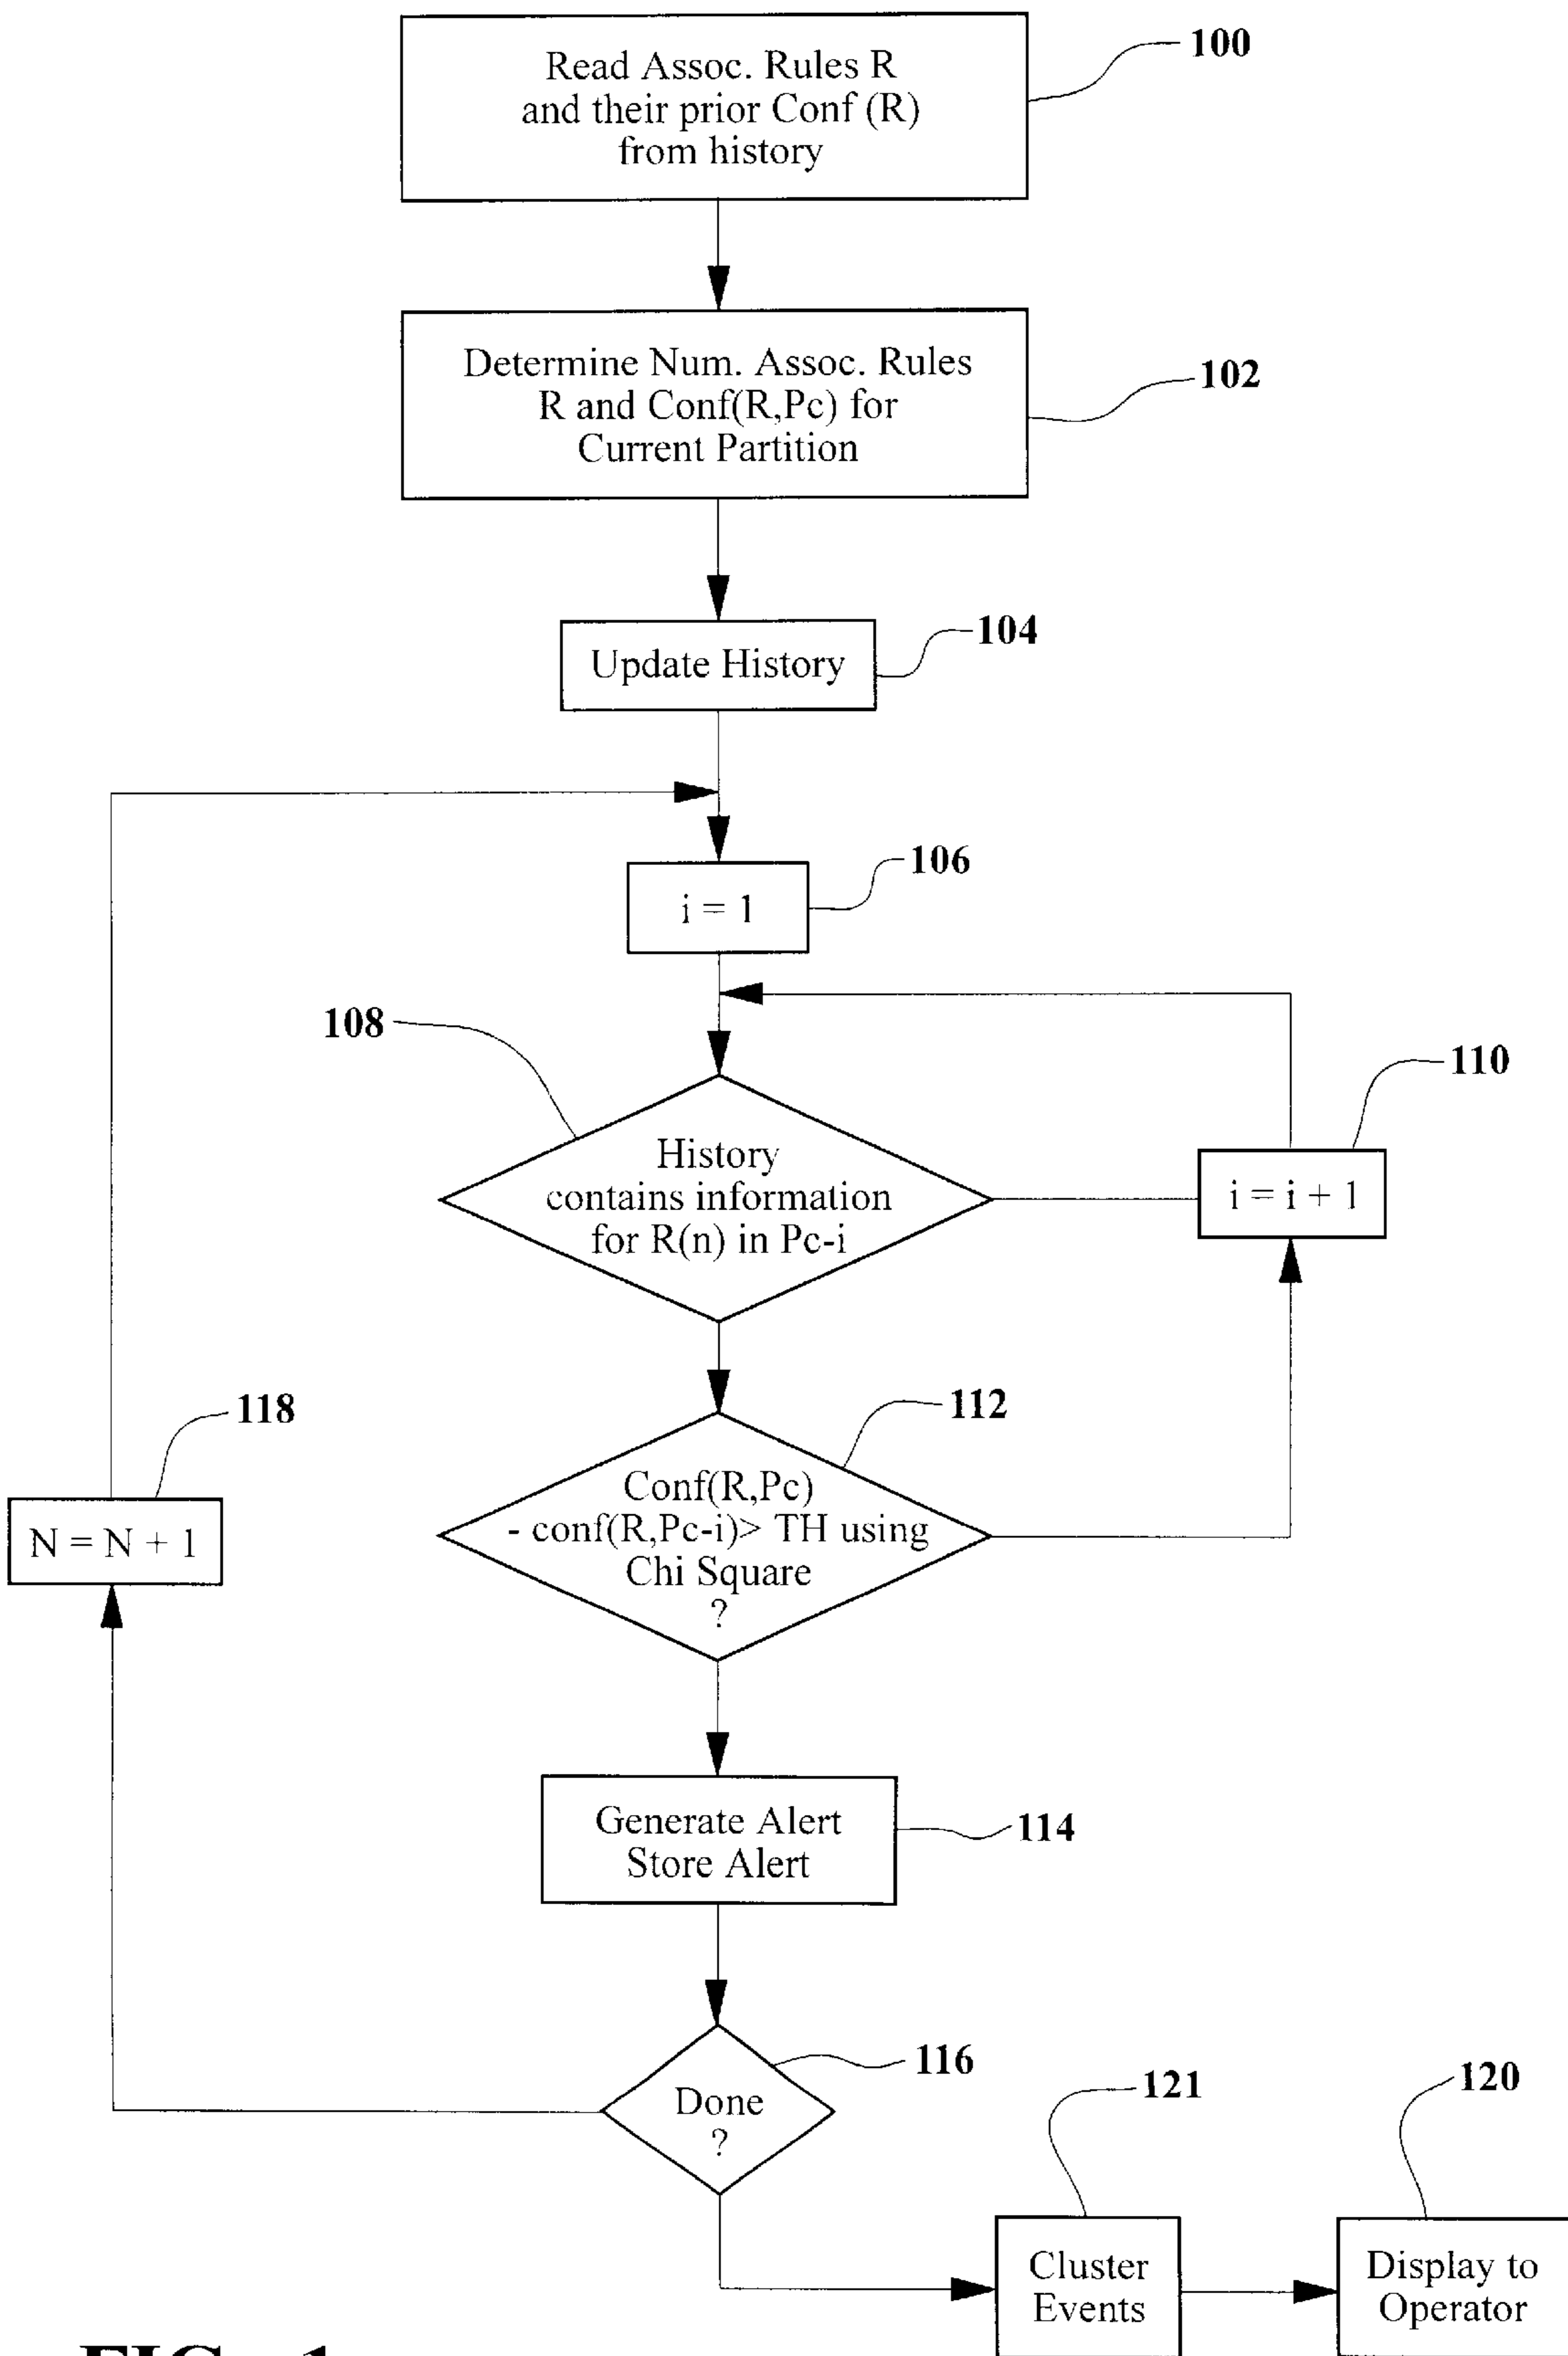 Read Assoc. Rules R
and their prior Conf (R)
from history
100
Determine Num. Assoc. Rules
R and Conf(R,Pc) for
Current Partition
102
Update History
104
i = 1
106
108
History
contains information
for R(n) in Pc-i
110
i = i + 1
112
Conf(R,Pc)
- conf(R,Pc-i)> TH using
Chi Square
?
118
N = N + 1
Generate Alert
Store Alert
114
Done
?
116
121
Cluster
Events
120
Display to
Operator